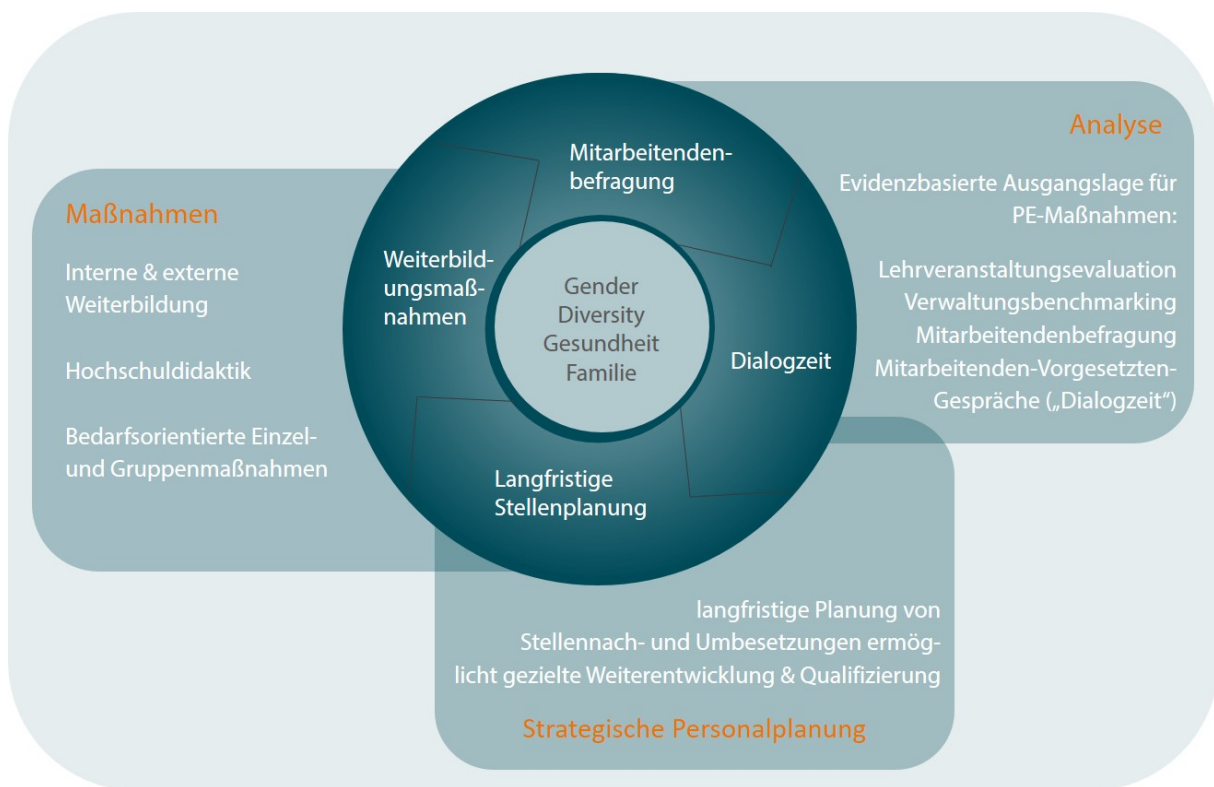 Analyse
Evidenzbasierte Ausgangslage für
PE-Maßnahmen:
Lehrveranstaltungsevaluation
Verwaltungsbenchmarking
Mitarbeitendenbefragung
Mitarbeitenden-Vorgesetzten-
Gespräche („Dialogzeit“)
Maßnahmen
Interne & externe
Weiterbildung
Hochschuldidaktik
Bedarfsorientierte Einzel-
und Gruppenmaßnahmen
Mitarbeitenden-
befragung
Weiterbild-
ungsmaß-
nahmen
Gender
Diversity
Gesundheit
Familie
Dialogzeit
Langfristige
Stellenplanung
langfristige Planung von
Stellennach- und Umbesetzungen ermög-
licht gezielte Weiterentwicklung & Qualifizierung
Strategische Personalplanung